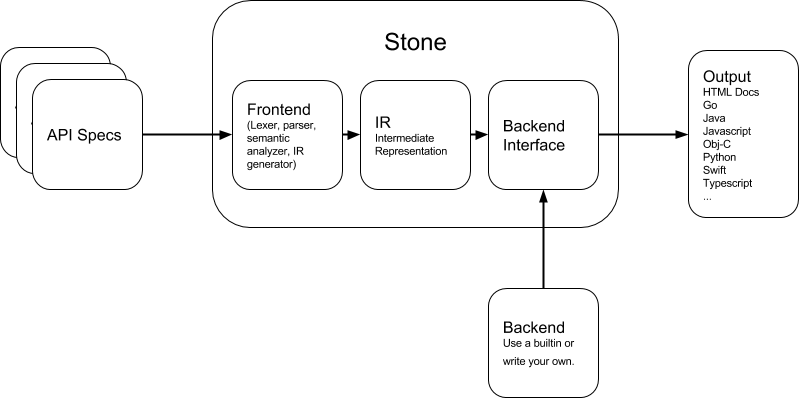 Stone
API Specs
Frontend
(Lexer, parser,
semantic
analyzer, IR
generator)
IR
Intermediate
Representation
Backend
Interface
Output
HTML Docs
Go
Java
Javascript
Obj-C
Python
Swift
Typescript
...
Backend
Use a builtin or
write your own.